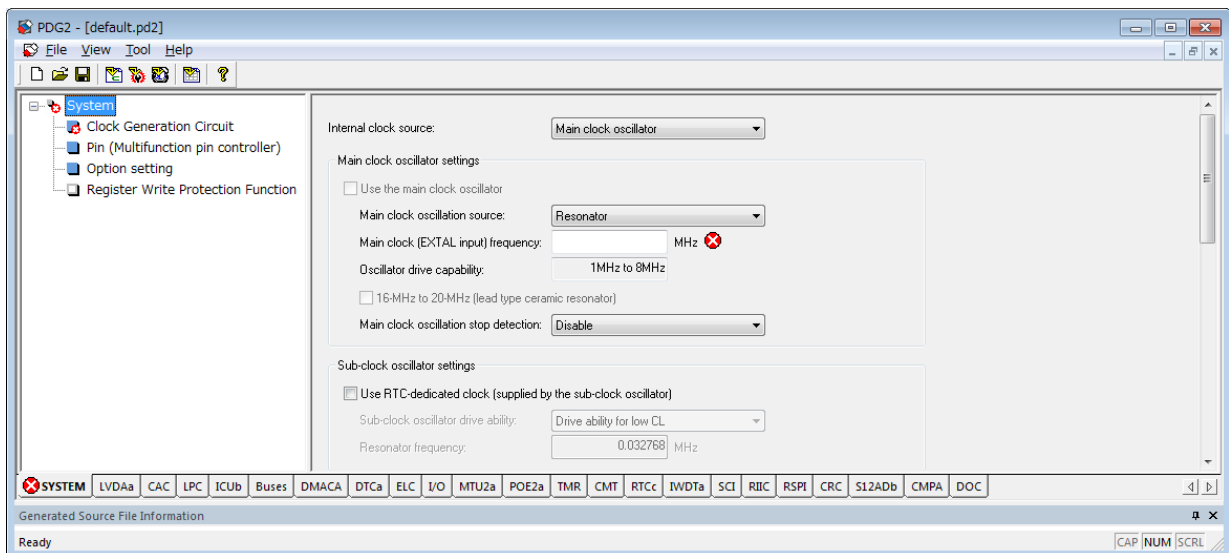 PDG2 - [default.pd2]
File View Tool Help
System
Clock Generation Circuit
Pin (Multifunction pin controller)
Option setting
Register Write Protection Function
Internal clock source: Main clock oscillator
Main clock oscillator settings
Use the main clock oscillator
Main clock oscillation source: Resonator
Main clock (EXTAL input) frequency: MHz
Oscillator drive capability: 1MHz to 8MHz
16-MHz to 20-MHz (lead type ceramic resonator)
Main clock oscillation stop detection: Disable
Sub-clock oscillator settings
Use RTC-dedicated clock (supplied by the sub-clock oscillator)
Sub-clock oscillator drive ability: Drive ability for low CL
Resonator frequency: 0.032768 MHz
SYSTEM LVDAa CAC LPC ICUb Buses DMACA DTCa ELC I/O MTU2a POE2a TMR CMT RTCc IWDTa SCI RIIC RSPI CRC S12ADb CMPA DOC
Generated Source File Information
Ready CAP NUM SCRL